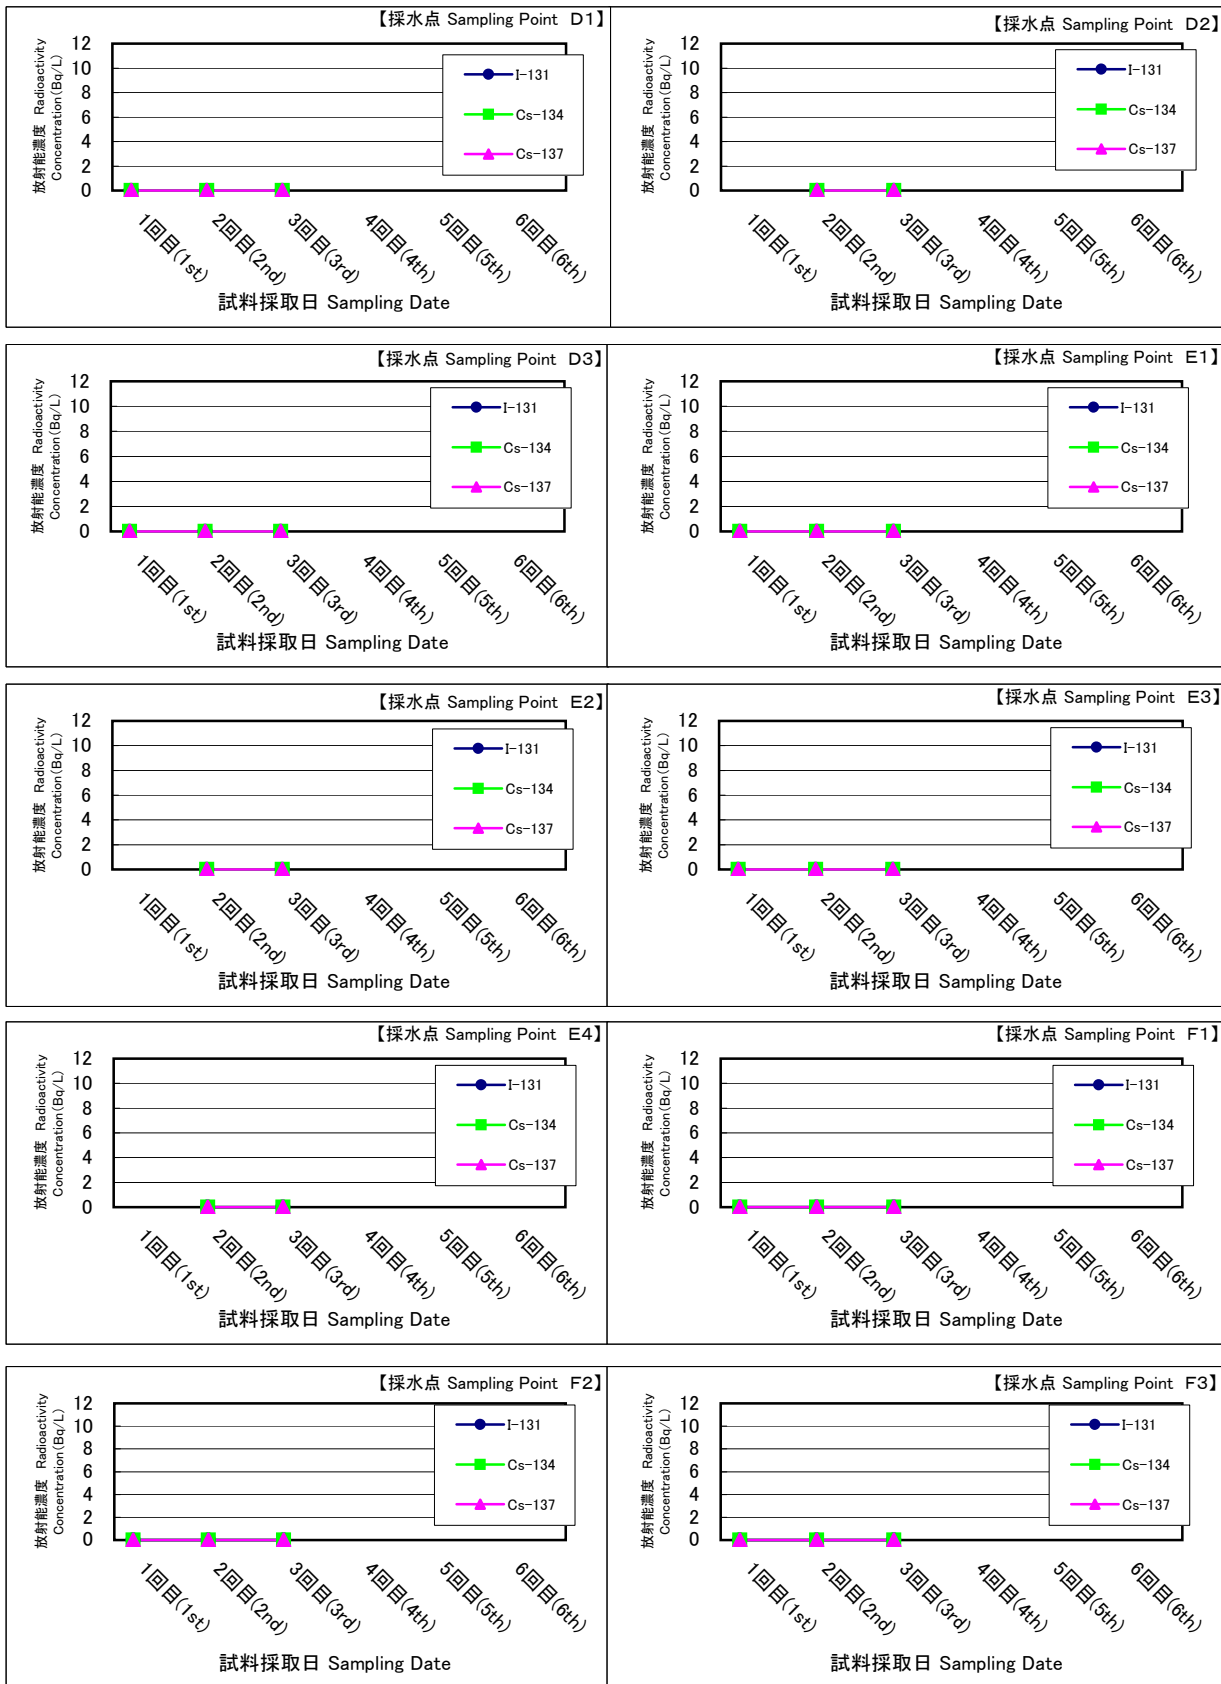 【採水点 Sampling Point D1】
放射能濃度 Radioactivity
Concentration(Bq/L)
12
10
8
6
4
2
0
I-131
Cs-134
Cs-137
1回目(1st)
2回目(2nd)
3回目(3rd)
4回目(4th)
5回目(5th)
6回目(6th)
試料採取日 Sampling Date
【採水点 Sampling Point D2】
放射能濃度 Radioactivity
Concentration(Bq/L)
12
10
8
6
4
2
0
I-131
Cs-134
Cs-137
1回目(1st)
2回目(2nd)
3回目(3rd)
4回目(4th)
5回目(5th)
6回目(6th)
試料採取日 Sampling Date
【採水点 Sampling Point D3】
放射能濃度 Radioactivity
Concentration(Bq/L)
12
10
8
6
4
2
0
I-131
Cs-134
Cs-137
1回目(1st)
2回目(2nd)
3回目(3rd)
4回目(4th)
5回目(5th)
6回目(6th)
試料採取日 Sampling Date
【採水点 Sampling Point E1】
放射能濃度 Radioactivity
Concentration(Bq/L)
12
10
8
6
4
2
0
I-131
Cs-134
Cs-137
1回目(1st)
2回目(2nd)
3回目(3rd)
4回目(4th)
5回目(5th)
6回目(6th)
試料採取日 Sampling Date
【採水点 Sampling Point E2】
放射能濃度 Radioactivity
Concentration(Bq/L)
12
10
8
6
4
2
0
I-131
Cs-134
Cs-137
1回目(1st)
2回目(2nd)
3回目(3rd)
4回目(4th)
5回目(5th)
6回目(6th)
試料採取日 Sampling Date
【採水点 Sampling Point E3】
放射能濃度 Radioactivity
Concentration(Bq/L)
12
10
8
6
4
2
0
I-131
Cs-134
Cs-137
1回目(1st)
2回目(2nd)
3回目(3rd)
4回目(4th)
5回目(5th)
6回目(6th)
試料採取日 Sampling Date
【採水点 Sampling Point E4】
放射能濃度 Radioactivity
Concentration(Bq/L)
12
10
8
6
4
2
0
I-131
Cs-134
Cs-137
1回目(1st)
2回目(2nd)
3回目(3rd)
4回目(4th)
5回目(5th)
6回目(6th)
試料採取日 Sampling Date
【採水点 Sampling Point F1】
放射能濃度 Radioactivity
Concentration(Bq/L)
12
10
8
6
4
2
0
I-131
Cs-134
Cs-137
1回目(1st)
2回目(2nd)
3回目(3rd)
4回目(4th)
5回目(5th)
6回目(6th)
試料採取日 Sampling Date
【採水点 Sampling Point F2】
放射能濃度 Radioactivity
Concentration(Bq/L)
12
10
8
6
4
2
0
I-131
Cs-134
Cs-137
1回目(1st)
2回目(2nd)
3回目(3rd)
4回目(4th)
5回目(5th)
6回目(6th)
試料採取日 Sampling Date
【採水点 Sampling Point F3】
放射能濃度 Radioactivity
Concentration(Bq/L)
12
10
8
6
4
2
0
I-131
Cs-134
Cs-137
1回目(1st)
2回目(2nd)
3回目(3rd)
4回目(4th)
5回目(5th)
6回目(6th)
試料採取日 Sampling Date